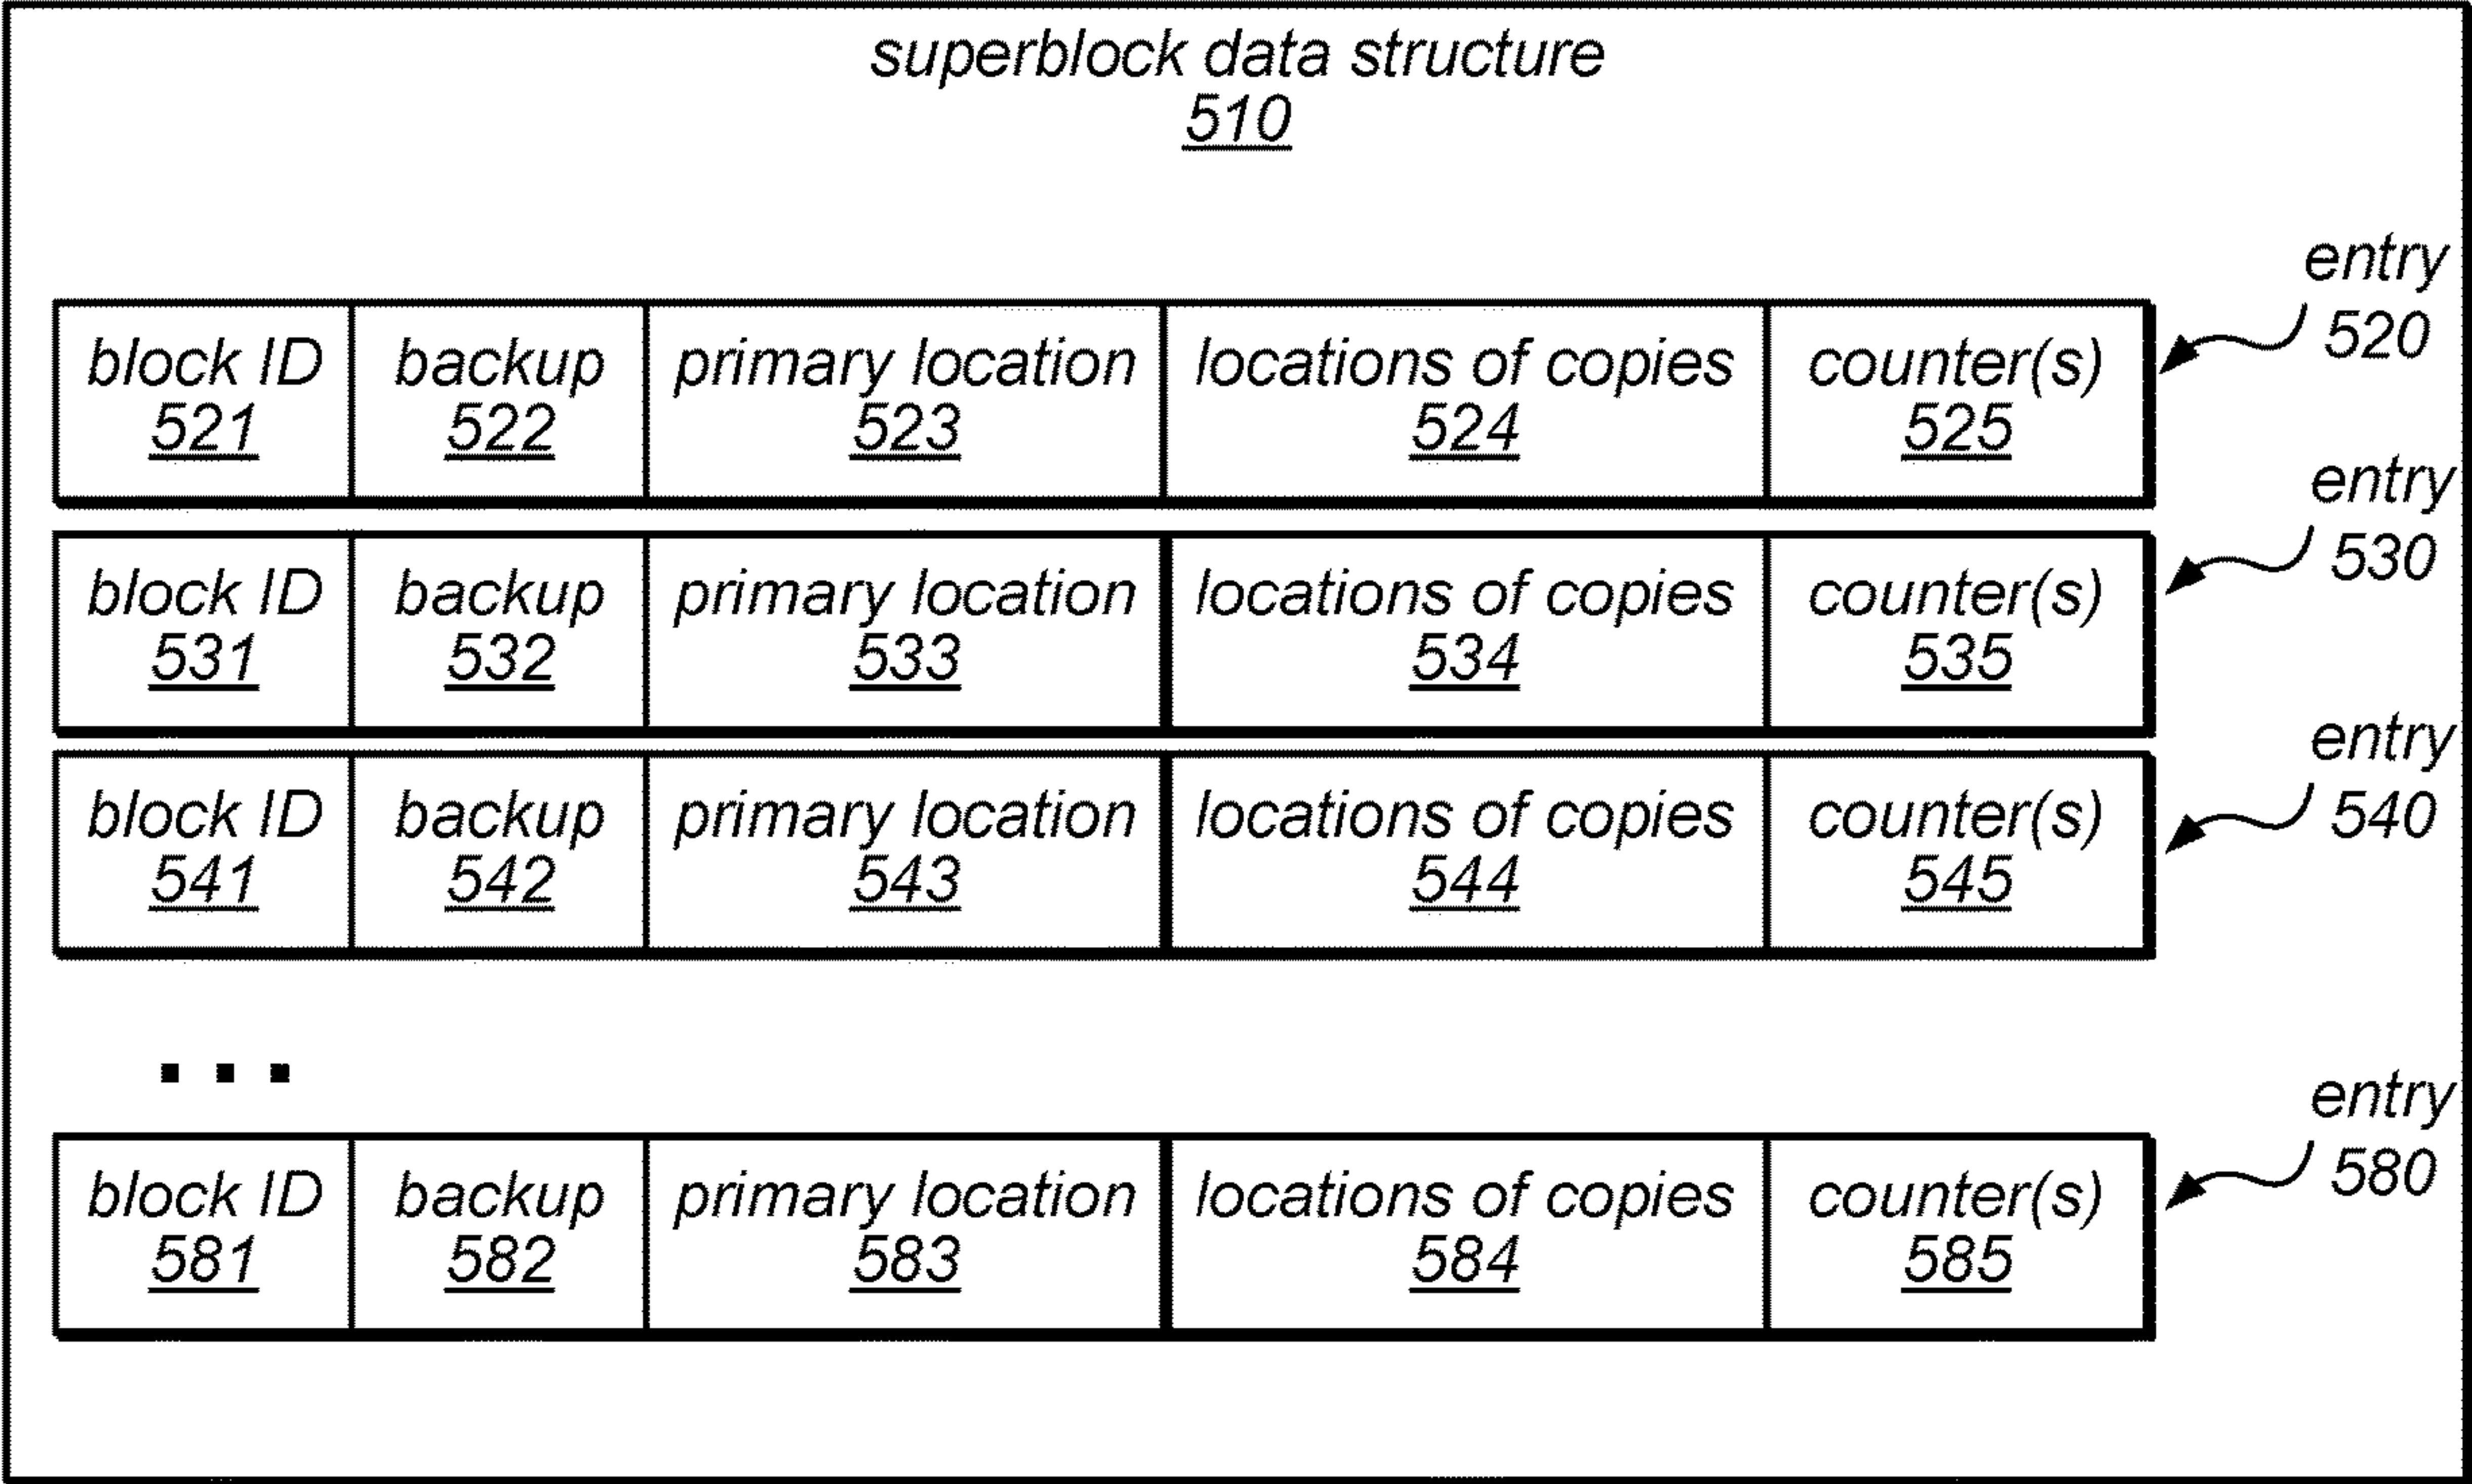 superblock data structure
510
entry
520
block ID backup primary location locations of copies counter(s)
521 522 523 524 525
entry
530
block ID backup primary location locations of copies counter(s)
531 532 533 534 535
entry
540
block ID backup primary location locations of copies counter(s)
541 542 543 544 545
...
entry
580
block ID backup primary location locations of copies counter(s)
581 582 583 584 585